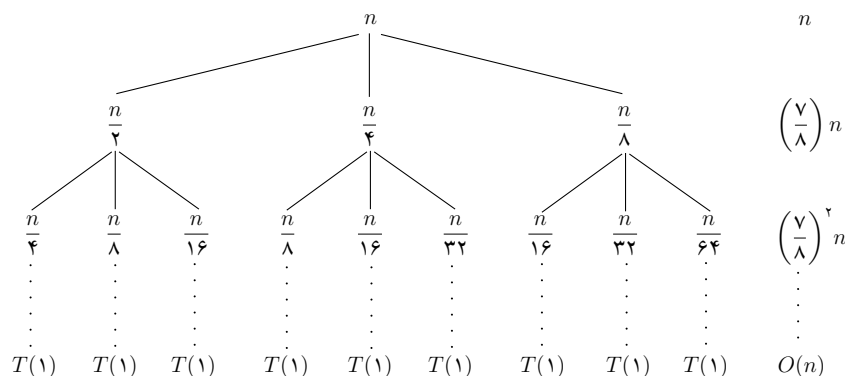 n n
n/۲ n/۴ n/۸ (۷/۸) n
n/۴ n/۸ n/۱۶ n/۸ n/۱۶ n/۳۲ n/۱۶ n/۳۲ n/۶۴ (۷/۸)^۲ n
T(۱) T(۱) T(۱) T(۱) T(۱) T(۱) T(۱) T(۱) T(۱) O(n)